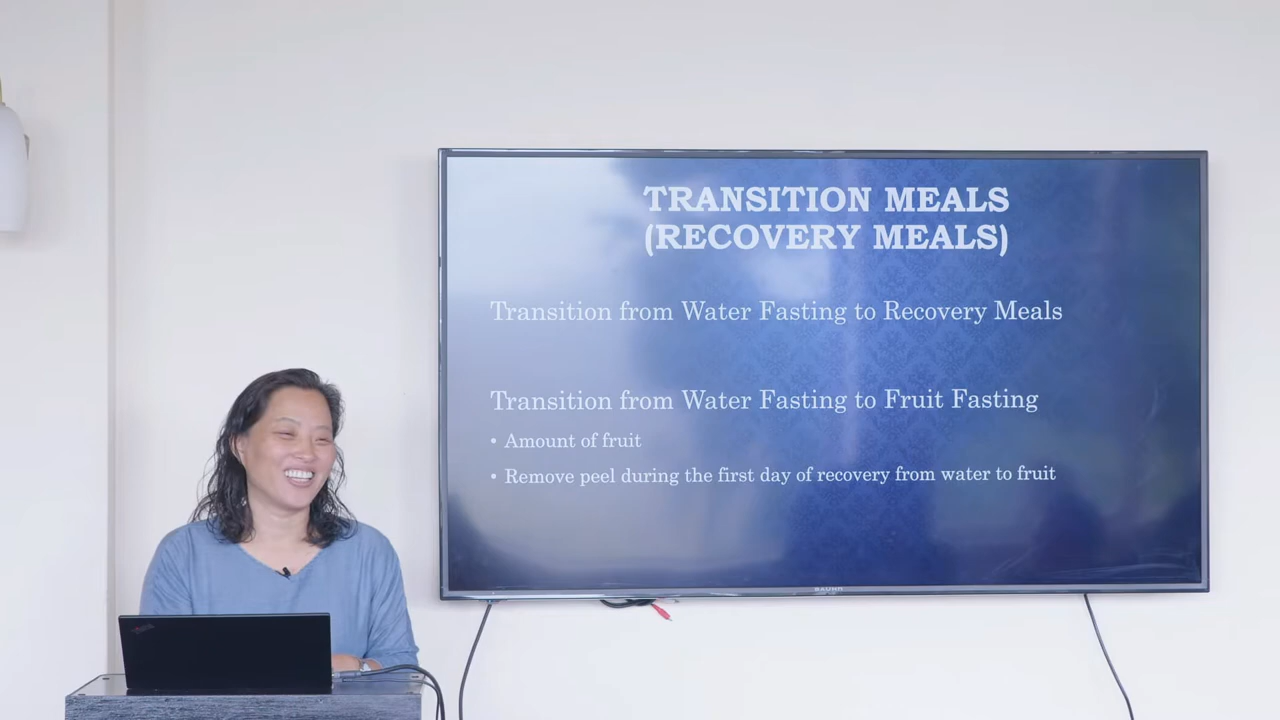 TRANSITION MEALS
(RECOVERY MEALS)
Transition from Water Fasting to Recovery Meals
Transition from Water Fasting to Fruit Fasting
• Amount of fruit
• Remove peel during the first day of recovery from water to fruit